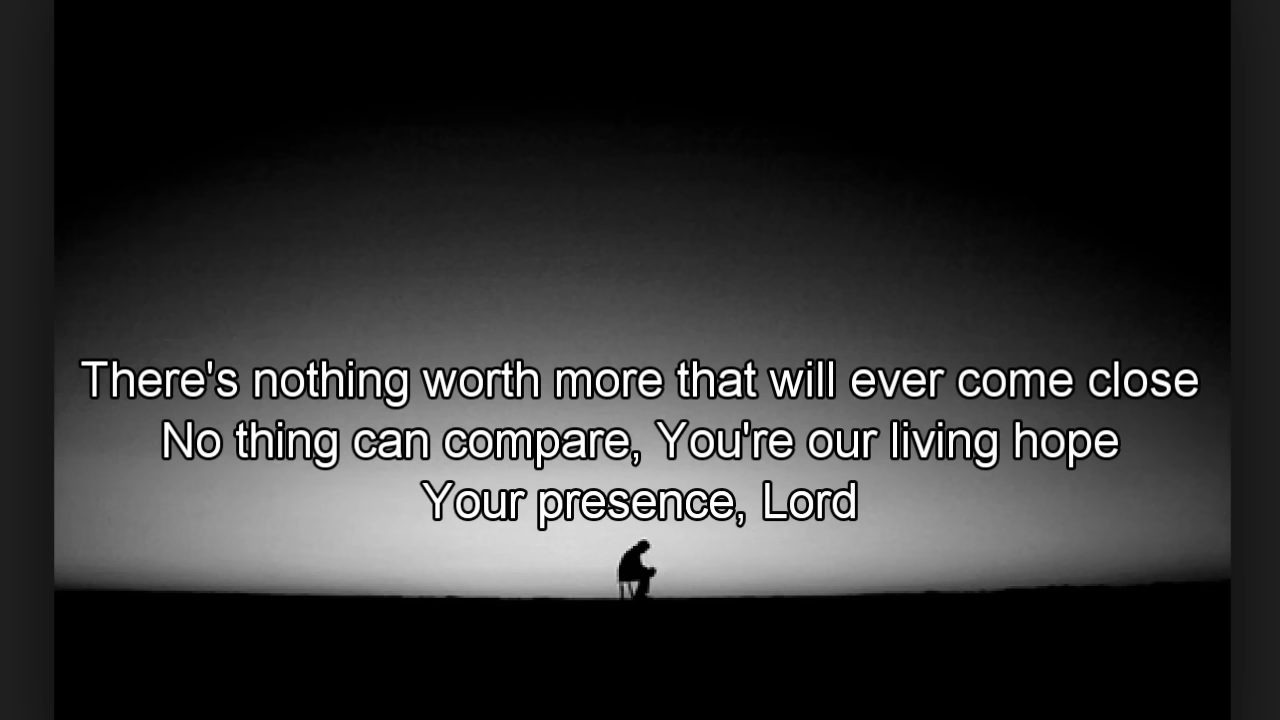 There's nothing worth more that will ever come close
No thing can compare, You're our living hope
Your presence, Lord